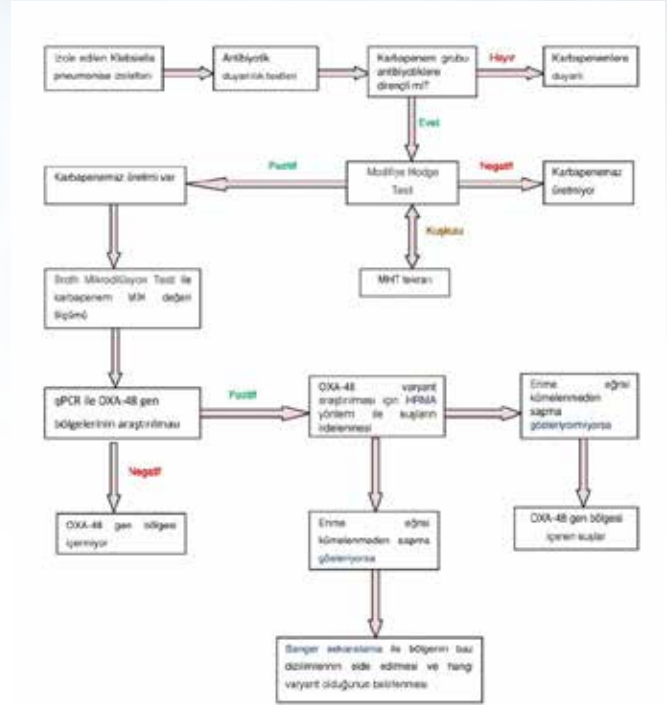 İzole edilen Klebsiella
pneumoniae izolatları
Antibiyotik
duyarlılık testleri
Karbapenem grubu
antibiyotiklere
dirençli mi?
Hayır
Karbapenemlere
duyarlı
Evet
Karbapenemaz üretimi var
Pozitif
Modifiye Hodge
Test
Negatif
Karbapenemaz
üretmiyor
Kuşkulu
MHT tekrarı
Broth Mikrodilüsyon Test ile
karbapenem MİK değeri
ölçümü
qPCR ile OXA-48 gen
bölgelerinin araştırılması
Pozitif
OXA-48 varyant
araştırılması için HRMA
yöntem ile suşların
irdelenmesi
Erime eğrisi
kümelenmeden
sapma
gösteriyormiyorsa
Negatif
OXA-48 gen bölgesi
içermiyor
Erime eğrisi
kümelenmeden sapma
gösteriyorsa
OXA-48 gen bölgesi
içeren suşlar
Sanger sekanslama ile bölgenin baz
dizilimlerinin elde edilmesi ve hangi
varyant olduğunun belirlenmesi